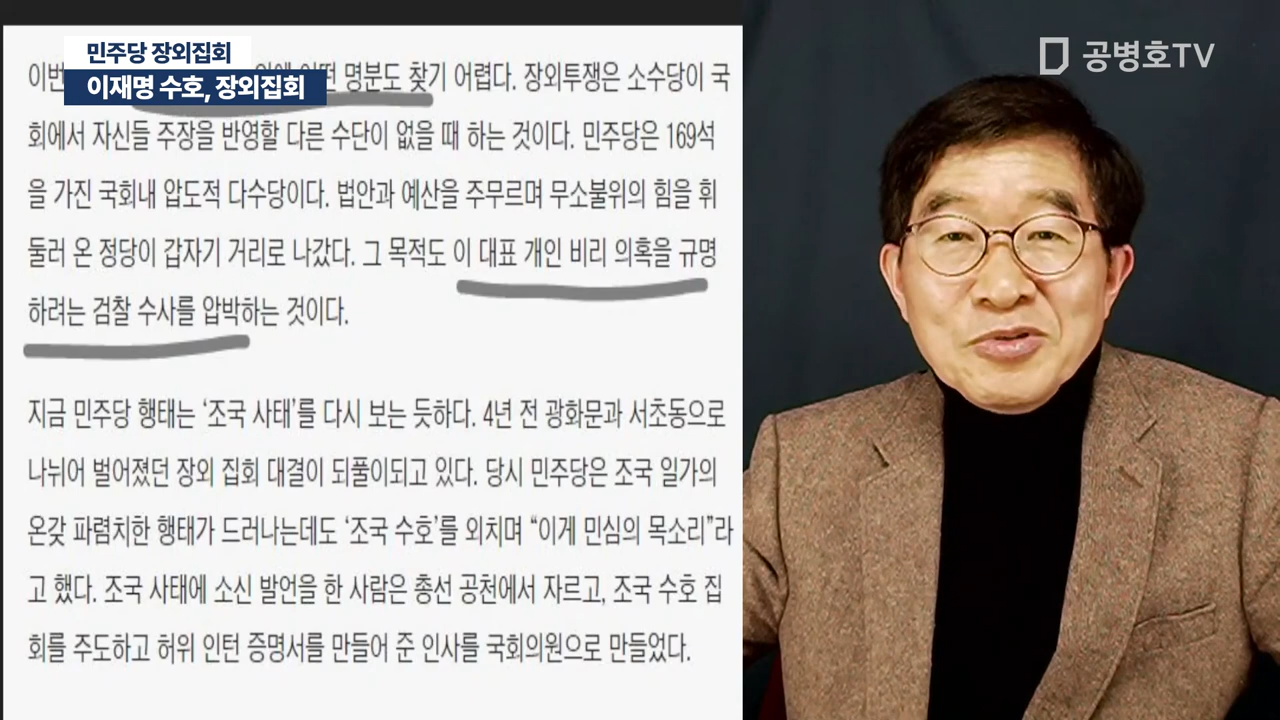 민주당 장외집회
이재명 수호, 장외집회
공병호TV
이번 어떤 명분도 찾기 어렵다. 장외투쟁은 소수당이 국
회에서 자신들 주장을 반영할 다른 수단이 없을 때 하는 것이다. 민주당은 169석
을 가진 국회내 압도적 다수당이다. 법안과 예산을 주무르며 무소불위의 힘을 휘
둘러 온 정당이 갑자기 거리로 나갔다. 그 목적도 이 대표 개인 비리 의혹을 규명
하려는 검찰 수사를 압박하는 것이다.
지금 민주당 행태는 ‘조국 사태’를 다시 보는 듯하다. 4년 전 광화문과 서초동으로
나뉘어 벌어졌던 장외 집회 대결이 되풀이되고 있다. 당시 민주당은 조국 일가의
온갖 파렴치한 행태가 드러나는데도 ‘조국 수호’를 외치며 “이게 민심의 목소리”라
고 했다. 조국 사태에 소신 발언을 한 사람은 총선 공천에서 자르고, 조국 수호 집
회를 주도하고 허위 인턴 증명서를 만들어 준 인사를 국회의원으로 만들었다.